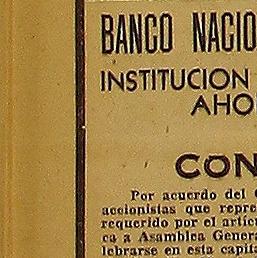 BANCO NACIO
INSTITUCION
AHO
CON
Por acuerdo del
accionistas que repre
requerido por el artícu
ca a Asamblea Genera
lebrarse en esta capita